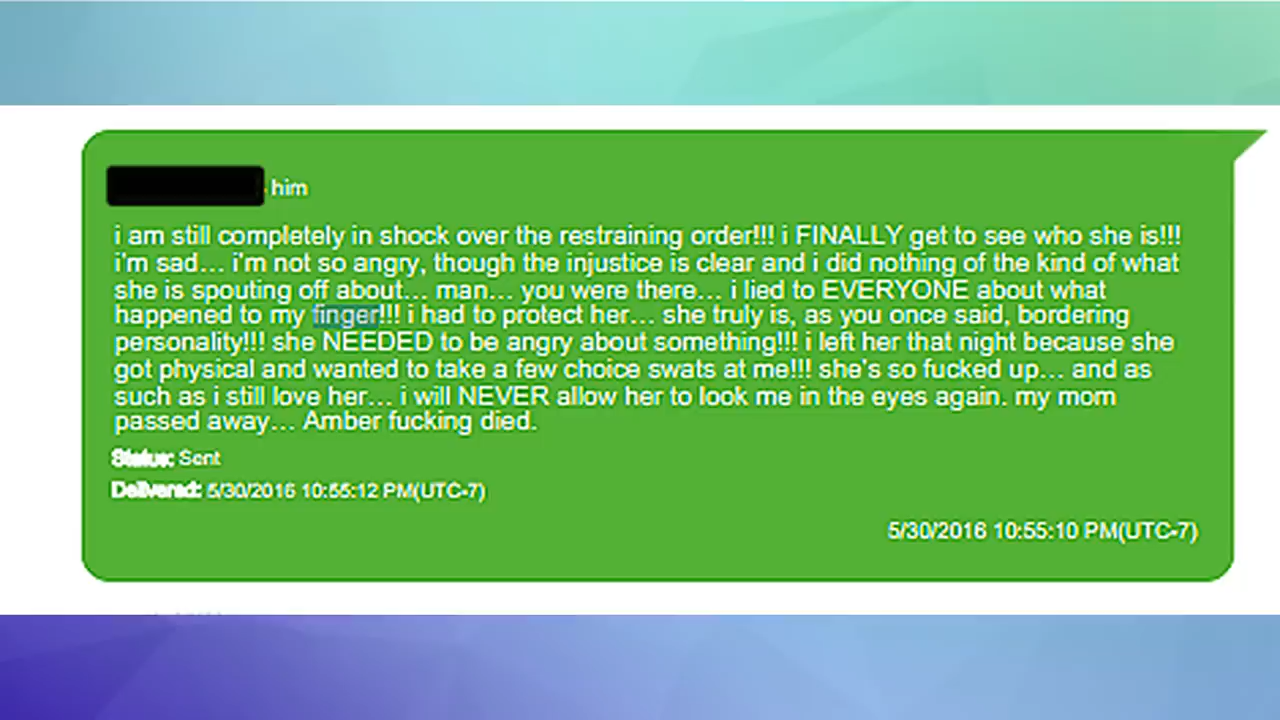 him
i am still completely in shock over the restraining order!!! i FINALLY get to see who she is!!!
i'm sad... i'm not so angry, though the injustice is clear and i did nothing of the kind of what
she is spouting off about... man... you were there... i lied to EVERYONE about what
happened to my finger!!! i had to protect her... she truly is, as you once said, bordering
personality!!! she NEEDED to be angry about something!!! i left her that night because she
got physical and wanted to take a few choice swats at me!!! she's so fucked up... and as
such as i still love her... i will NEVER allow her to look me in the eyes again. my mom
passed away... Amber fucking died.
Status: Sent
Delivered: 5/30/2016 10:55:12 PM(UTC-7)
5/30/2016 10:55:10 PM(UTC-7)